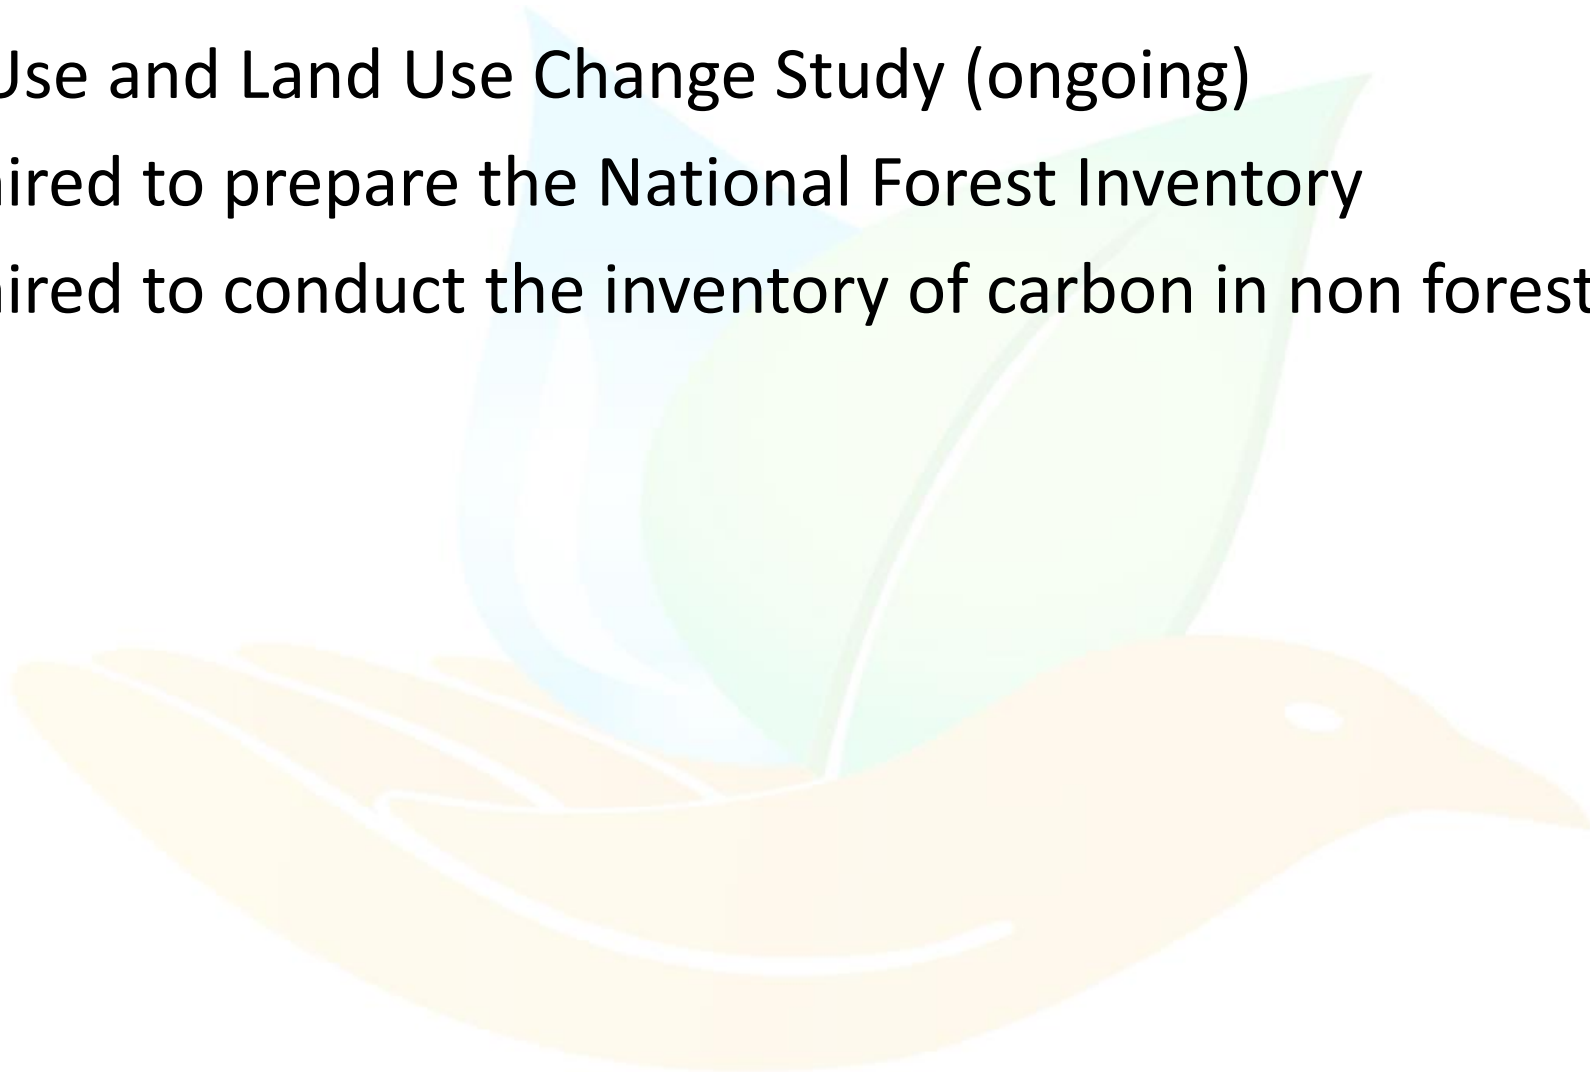 Use and Land Use Change Study (ongoing)
ired to prepare the National Forest Inventory
ired to conduct the inventory of carbon in non forest